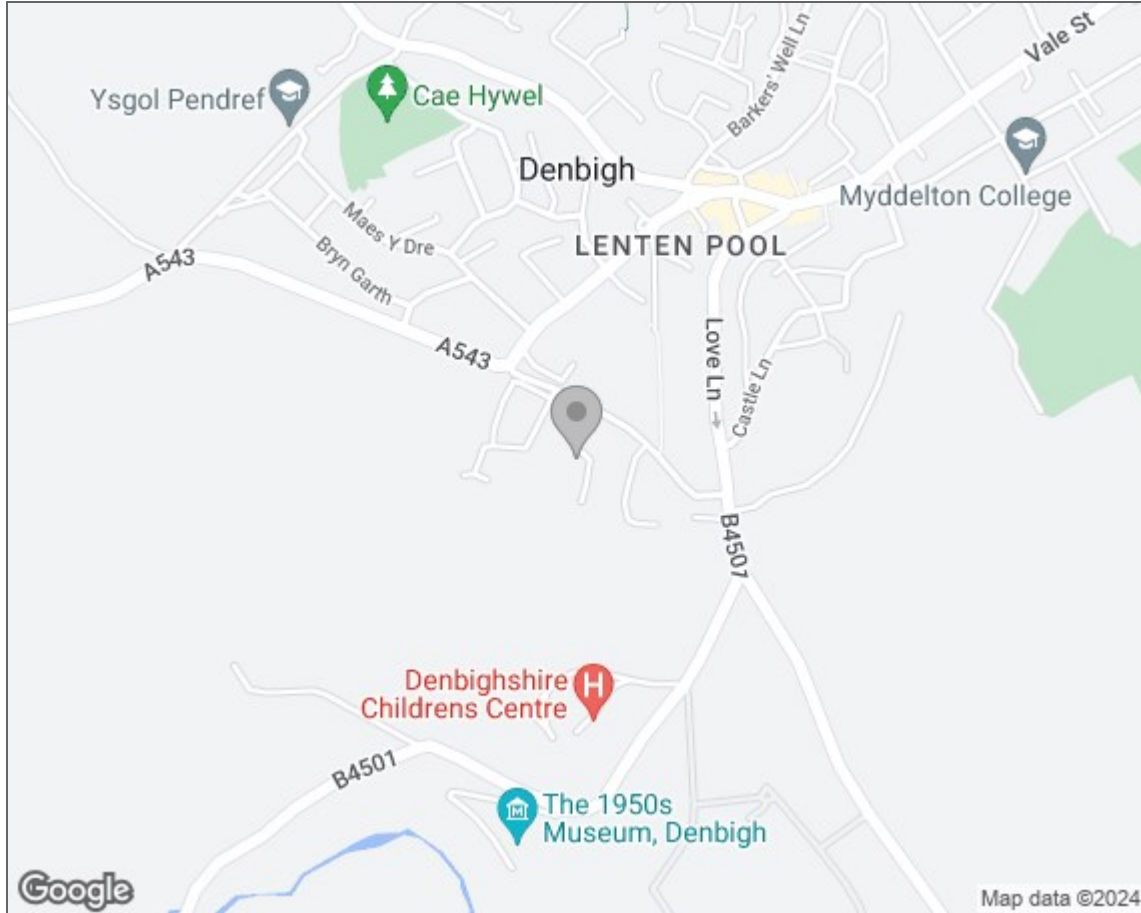 Vale St
Barkers' Well Ln
Ysgol Pendref
Cae Hywel
Denbigh
Myddelton College
LENTEN POOL
Maes Y Dre
Bryn Garth
A543
A543
Love Ln
Castle Ln
B4507
Denbighshire
Childrens Centre
H
B4501
The 1950s
Museum, Denbigh
M
Google
Map data ©2024